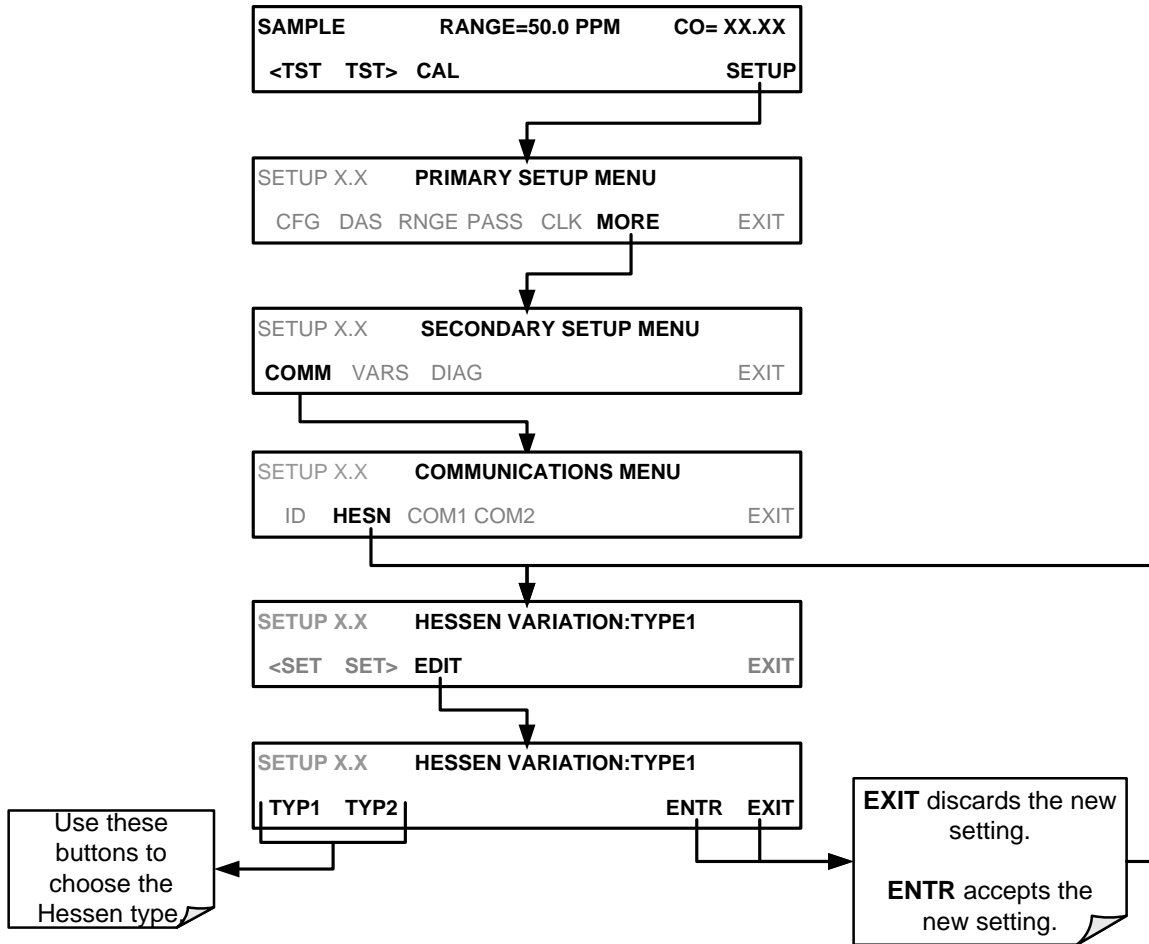 SAMPLE RANGE=50.0 PPM CO= XX.XX
<TST TST> CAL SETUP
SETUP X.X PRIMARY SETUP MENU
CFG DAS RNGE PASS CLK MORE EXIT
SETUP X.X SECONDARY SETUP MENU
COMM VARS DIAG EXIT
SETUP X.X COMMUNICATIONS MENU
ID HESN COM1 COM2 EXIT
SETUP X.X HESSEN VARIATION:TYPE1
<SET SET> EDIT EXIT
SETUP X.X HESSEN VARIATION:TYPE1
TYP1 TYP2 ENTR EXIT
Use these
buttons to
choose the
Hessen type.
EXIT discards the new
setting.
ENTR accepts the
new setting.